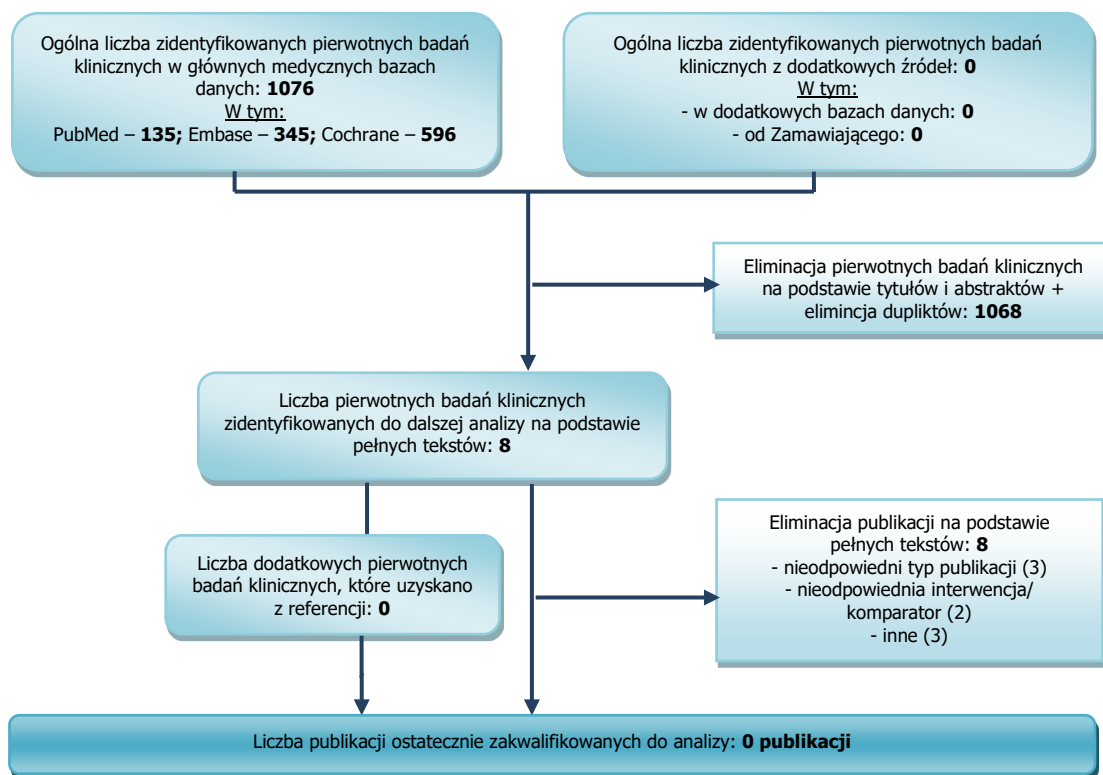 Ogólna liczba zidentyfikowanych pierwotnych badań
klinicznych w głównych medycznych bazach
danych: 1076
W tym:
PubMed – 135; Embase – 345; Cochrane – 596
Ogólna liczba zidentyfikowanych pierwotnych badań
klinicznych z dodatkowych źródeł: 0
W tym:
- w dodatkowych bazach danych: 0
- od Zamawiającego: 0
Eliminacja pierwotnych badań klinicznych
na podstawie tytułów i abstraktów +
elimincja dupliktów: 1068
Liczba pierwotnych badań klinicznych
zidentyfikowanych do dalszej analizy na podstawie
pełnych tekstów: 8
Liczba dodatkowych pierwotnych
badań klinicznych, które uzyskano
z referencji: 0
Eliminacja publikacji na podstawie
pełnych tekstów: 8
- nieodpowiedni typ publikacji (3)
- nieodpowiednia interwencja/
komparator (2)
- inne (3)
Liczba publikacji ostatecznie zakwalifikowanych do analizy: 0 publikacji